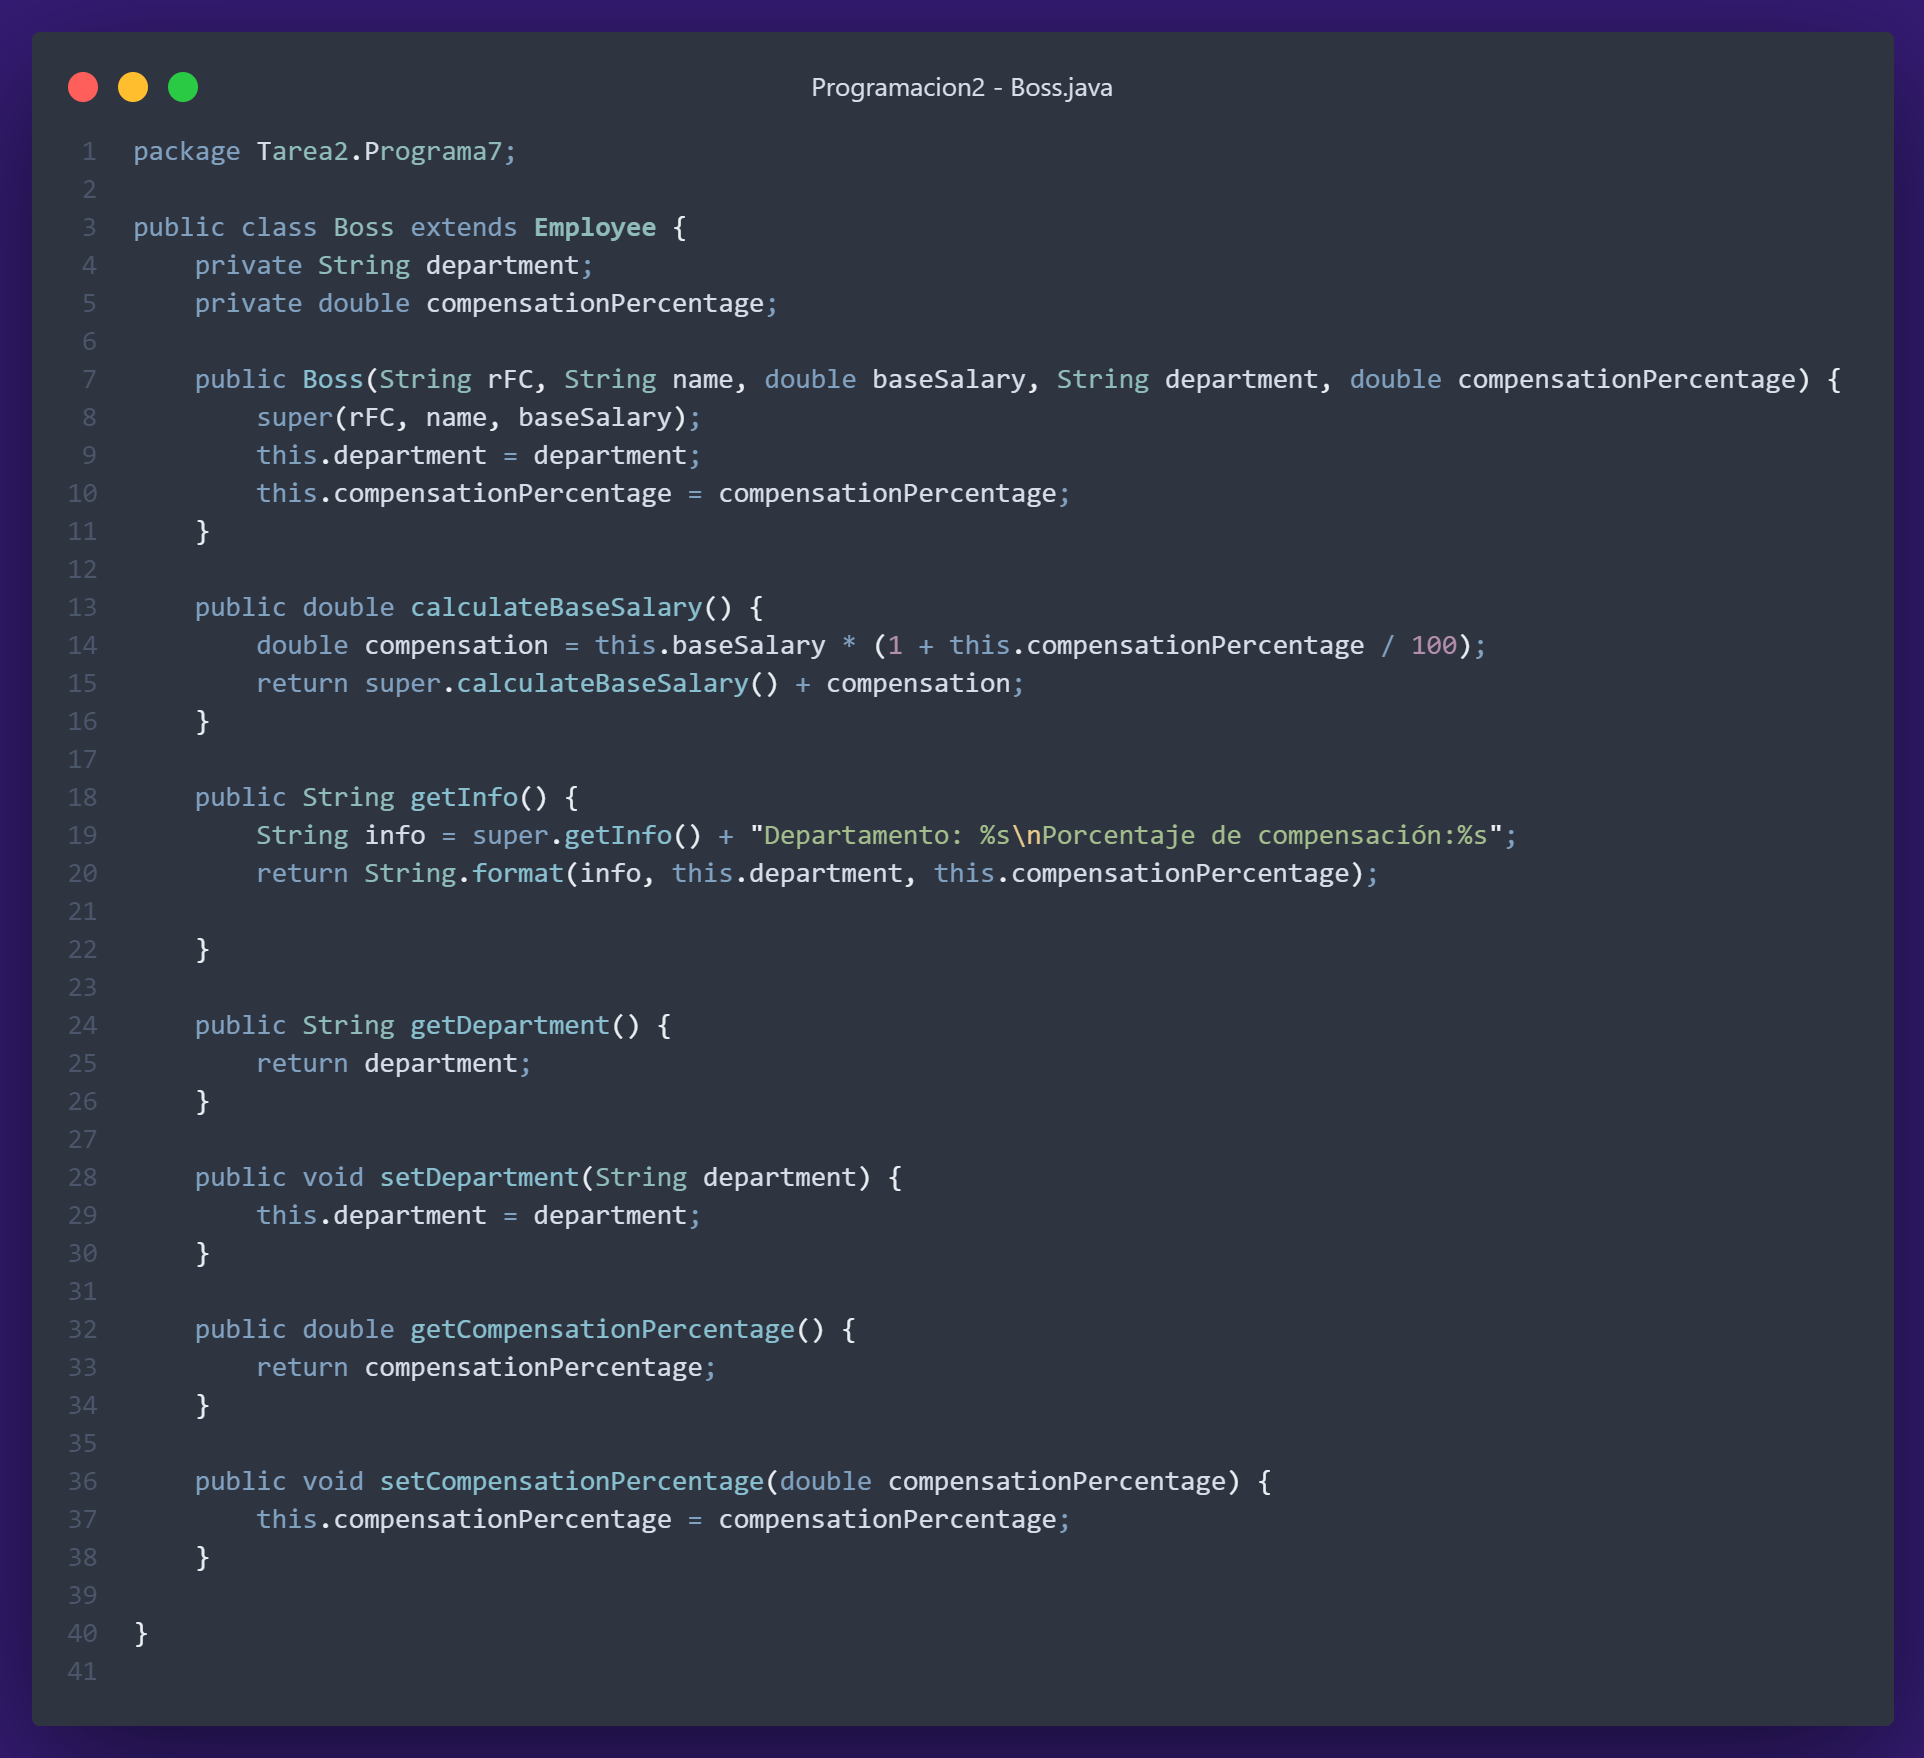 Programacion2 - Boss.java
1 package Tarea2.Programa7;
2
3 public class Boss extends Employee {
4     private String department;
5     private double compensationPercentage;
6
7     public Boss(String rFC, String name, double baseSalary, String department, double compensationPercentage) {
8         super(rFC, name, baseSalary);
9         this.department = department;
10         this.compensationPercentage = compensationPercentage;
11     }
12
13     public double calculateBaseSalary() {
14         double compensation = this.baseSalary * (1 + this.compensationPercentage / 100);
15         return super.calculateBaseSalary() + compensation;
16     }
17
18     public String getInfo() {
19         String info = super.getInfo() + "Departamento: %s\nPorcentaje de compensación:%s";
20         return String.format(info, this.department, this.compensationPercentage);
21
22     }
23
24     public String getDepartment() {
25         return department;
26     }
27
28     public void setDepartment(String department) {
29         this.department = department;
30     }
31
32     public double getCompensationPercentage() {
33         return compensationPercentage;
34     }
35
36     public void setCompensationPercentage(double compensationPercentage) {
37         this.compensationPercentage = compensationPercentage;
38     }
39
40 }
41